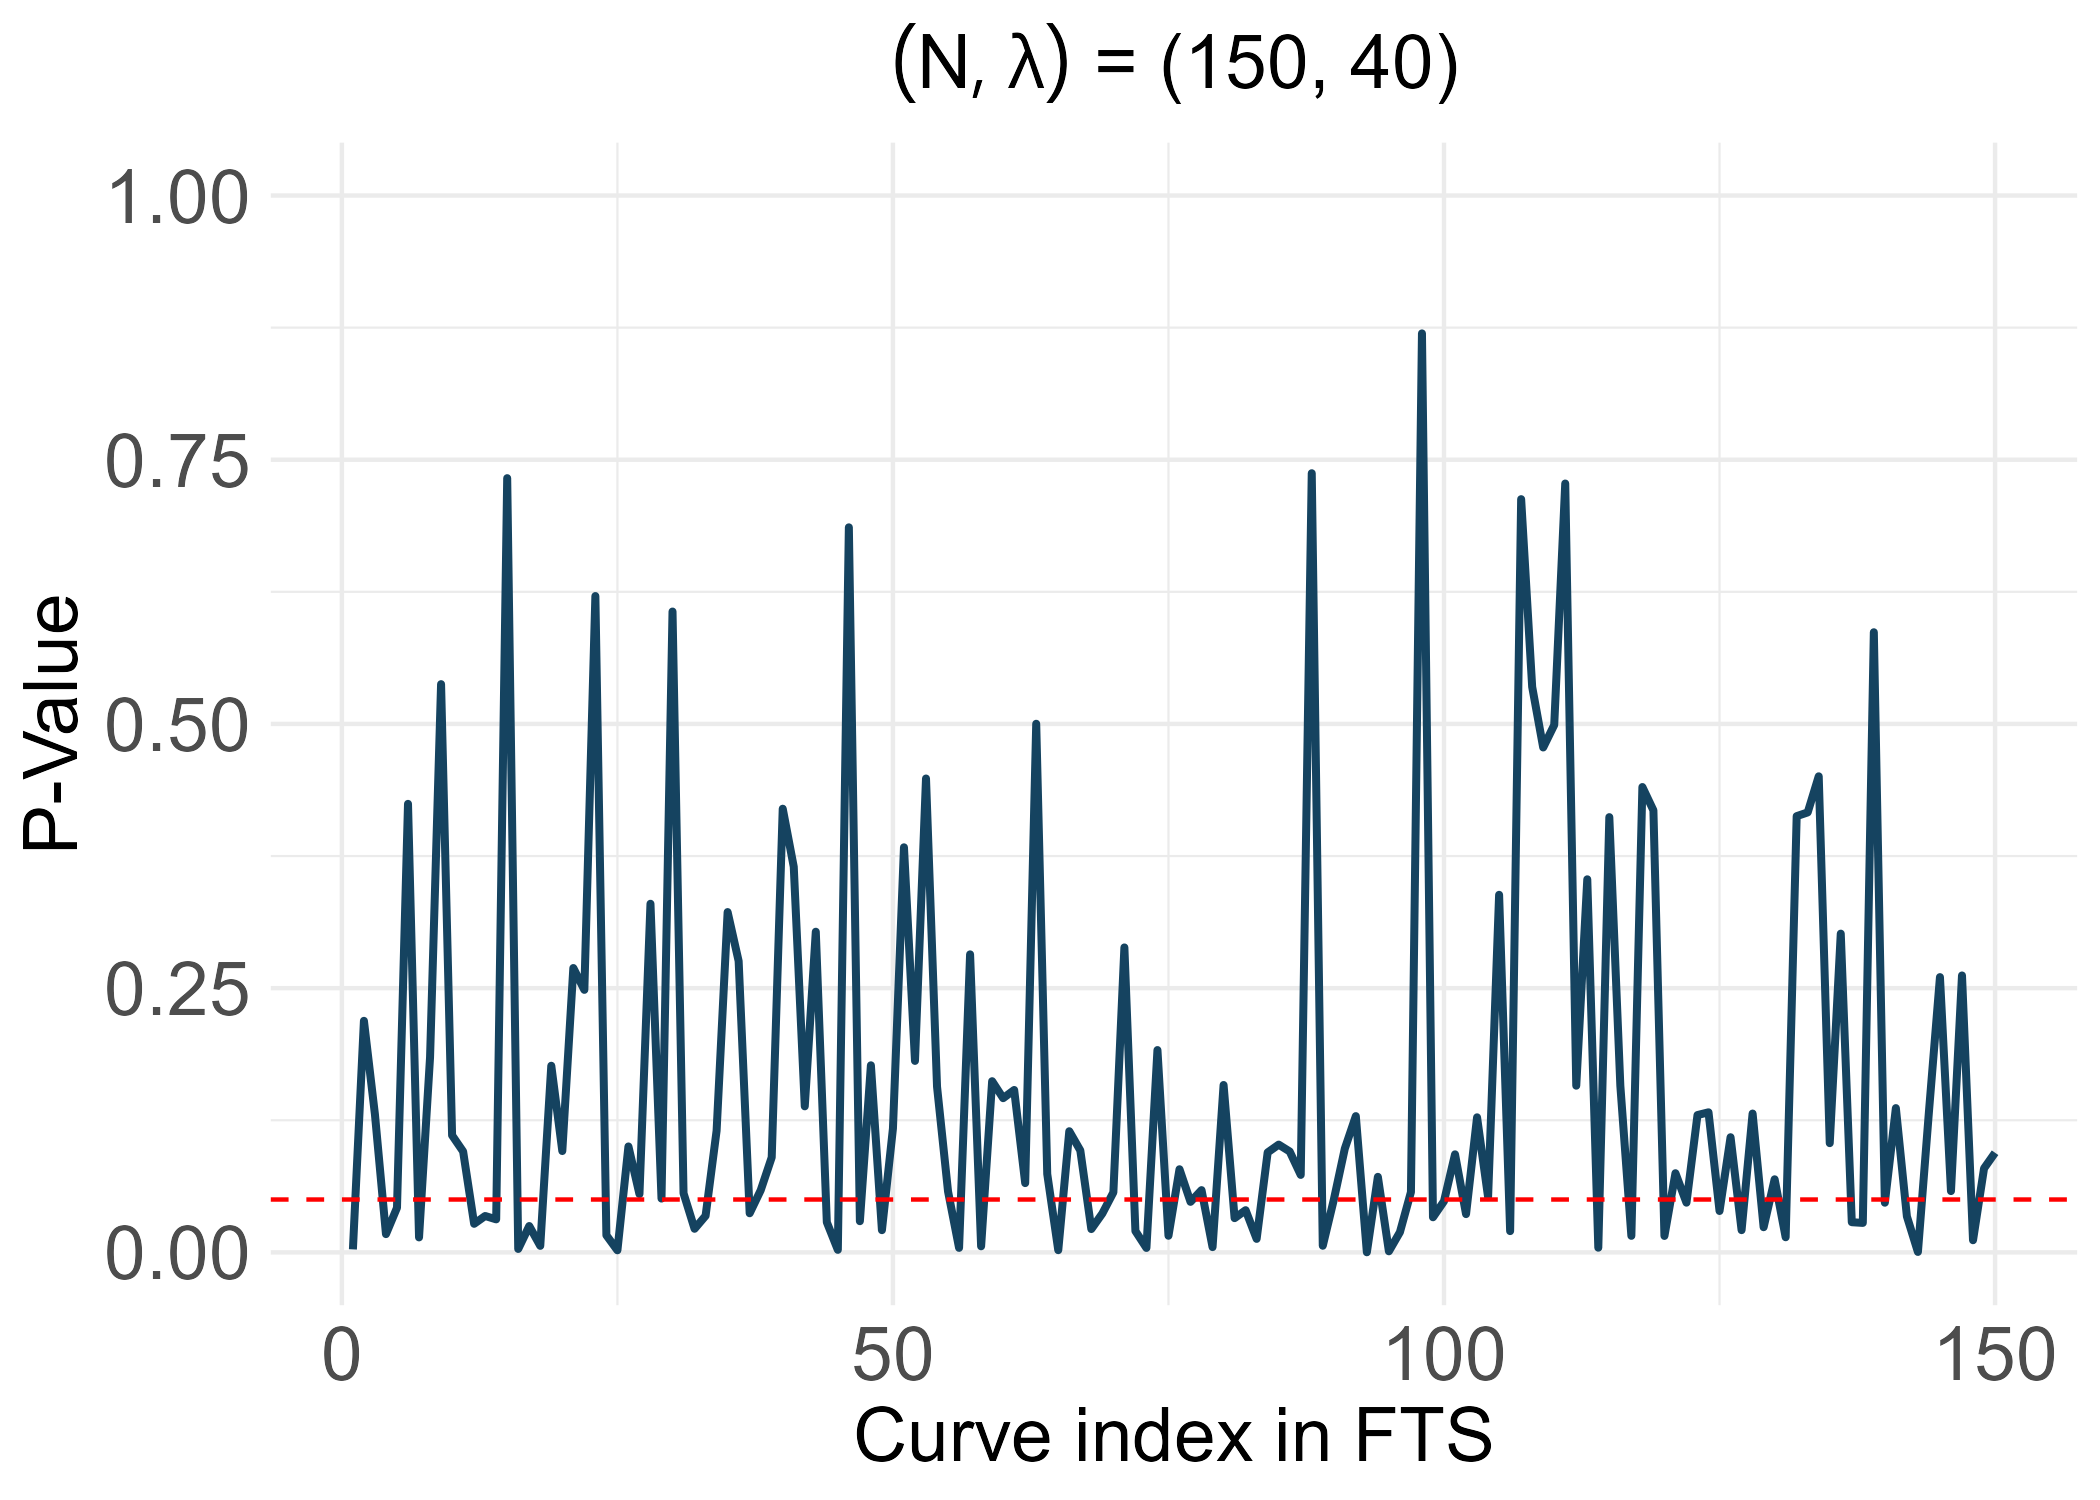 (N, λ) = (150, 40)
1.00
0.75
0.50
0.25
0.00
P-Value
0 50 100 150
Curve index in FTS